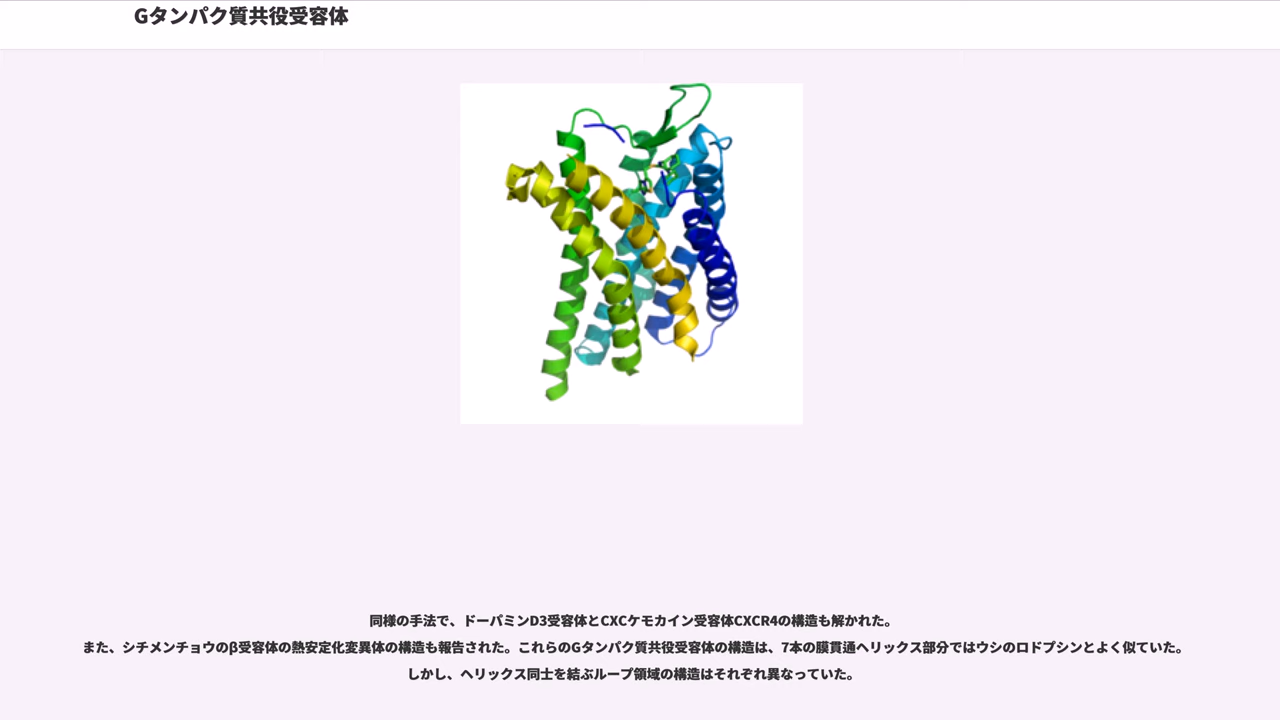 Gタンパク質共役受容体
同様の手法で、ドーパミンD3受容体とCXCケモカイン受容体CXCR4の構造も解かれた。
また、シチメンチョウのβ受容体の熱安定化変異体の構造も報告された。これらのGタンパク質共役受容体の構造は、7本の膜貫通ヘリックス部分ではウシのロドプシンとよく似ていた。
しかし、ヘリックス同士を結ぶループ領域の構造はそれぞれ異なっていた。